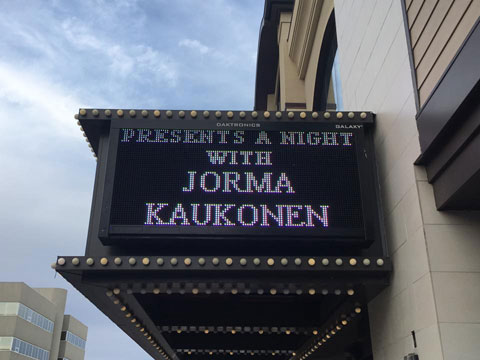 DAKTRONICS GALAXY
PRESENTS A NIGHT
WITH
JORMA
KAUKONEN